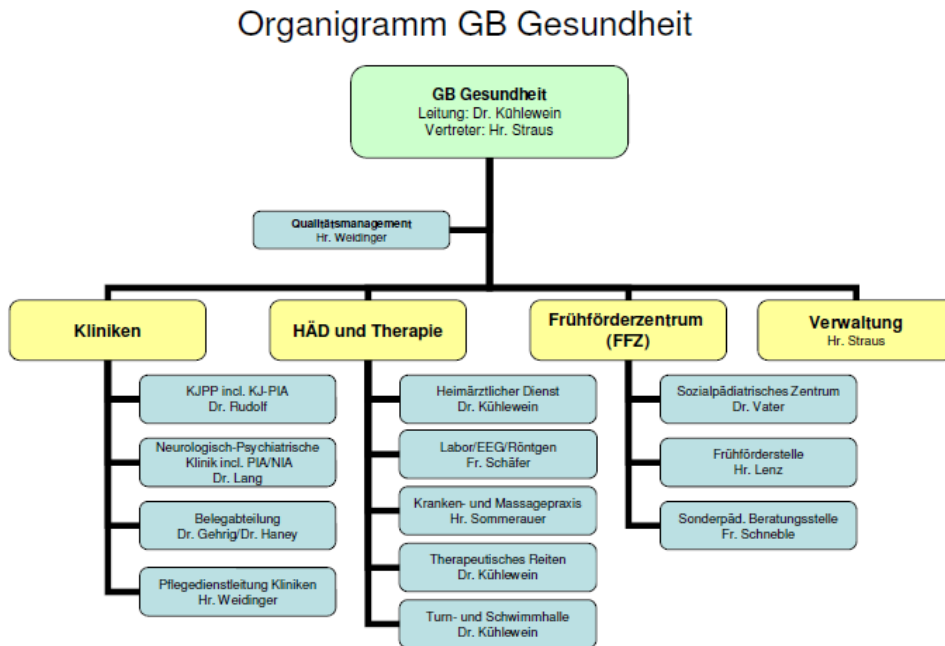 Organigramm GB Gesundheit
GB Gesundheit
Leitung: Dr. Kühlewein
Vertreter: Hr. Straus
Qualitätsmanagement
Hr. Weidinger
Kliniken
KJPP incl. KJ-PIA
Dr. Rudolf
Neurologisch-Psychiatrische
Klinik incl. PIA/NIA
Dr. Lang
Belegabteilung
Dr. Gehrig/Dr. Haney
Pflegedienstleitung Kliniken
Hr. Weidinger
HÄD und Therapie
Heimärztlicher Dienst
Dr. Kühlewein
Labor/EEG/Röntgen
Fr. Schäfer
Kranken- und Massagepraxis
Hr. Sommerauer
Therapeutisches Reiten
Dr. Kühlewein
Turn- und Schwimmhalle
Dr. Kühlewein
Frühförderzentrum
(FFZ)
Sozialpädiatrisches Zentrum
Dr. Vater
Frühförderstelle
Hr. Lenz
Sonderpäd. Beratungsstelle
Fr. Schneble
Verwaltung
Hr. Straus